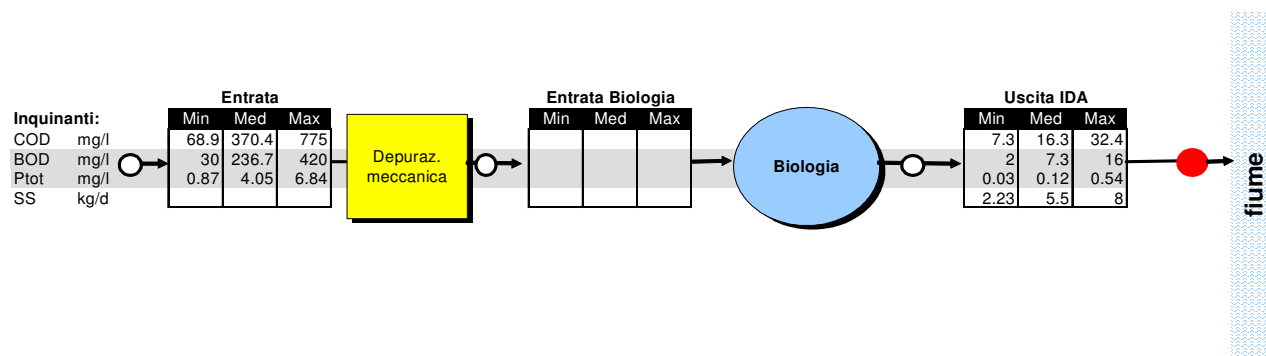 Entrata Entrata Biologia Uscita IDA
Inquinanti: Min Med Max Min Med Max Min Med Max
COD mg/l 68.9 370.4 775 7.3 16.3 32.4
BOD mg/l 30 236.7 420 2 7.3 16
Ptot mg/l 0.87 4.05 6.84 0.03 0.12 0.54
SS kg/d 2.23 5.5 8
Depuraz.
meccanica
Biologia
fiume